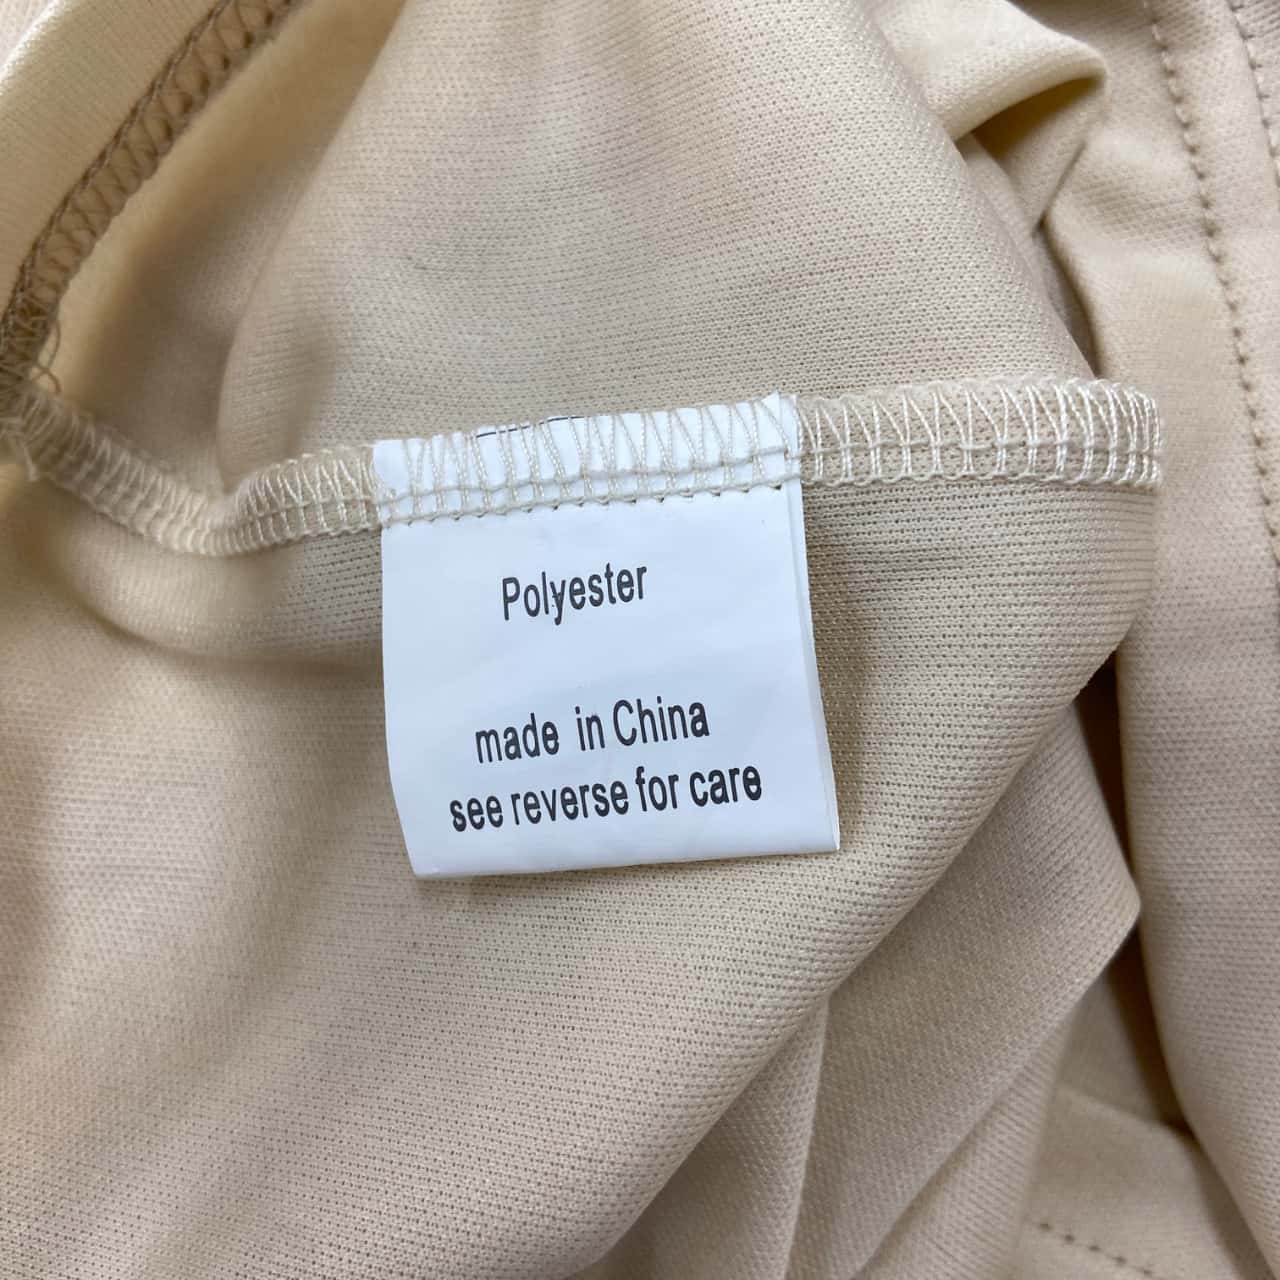 Polyester
made in China
see reverse for care